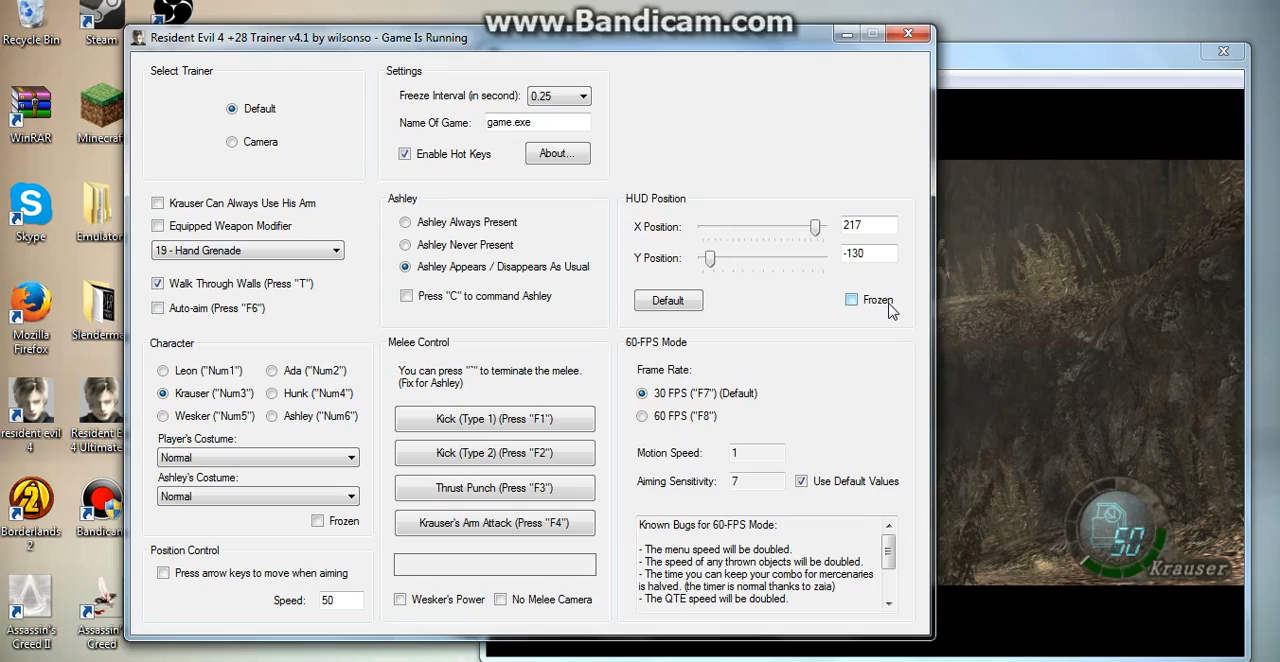 www.Bandicam.com
Recycle Bin
Steam
WinRAR
Minecraft
Skype
Emulator
Mozilla Firefox
Slenderma
resident evil 4
Resident E
4 Ultimate
Borderlands 2
Bandicam
Assassin's Creed II
Assassin'
Creed
Resident Evil 4 +28 Trainer v4.1 by wilsonso - Game Is Running
Select Trainer
Default
Camera
Settings
Freeze Interval (in second): 0.25
Name Of Game: game.exe
Enable Hot Keys
About...
Krauser Can Always Use His Arm
Equipped Weapon Modifier
19 - Hand Grenade
Walk Through Walls (Press "T")
Auto-aim (Press "F6")
Ashley
Ashley Always Present
Ashley Never Present
Ashley Appears / Disappears As Usual
Press "C" to command Ashley
HUD Position
X Position: 217
Y Position: -130
Default
Frozen
Character
Leon ("Num1") Ada ("Num2")
Krauser ("Num3") Hunk ("Num4")
Wesker ("Num5") Ashley ("Num6")
Player's Costume:
Normal
Ashley's Costume:
Normal
Frozen
Position Control
Press arrow keys to move when aiming
Speed: 50
Melee Control
You can press "`" to terminate the melee.
(Fix for Ashley)
Kick (Type 1) (Press "F1")
Kick (Type 2) (Press "F2")
Thrust Punch (Press "F3")
Krauser's Arm Attack (Press "F4")
Wesker's Power No Melee Camera
60-FPS Mode
Frame Rate:
30 FPS ("F7") (Default)
60 FPS ("F8")
Motion Speed: 1
Aiming Sensitivity: 7 Use Default Values
Known Bugs for 60-FPS Mode:
- The menu speed will be doubled.
- The speed of any thrown objects will be doubled.
- The time you can keep your combo for mercenaries
is halved. (the timer is normal thanks to zaia)
- The QTE speed will be doubled.
50
Krauser